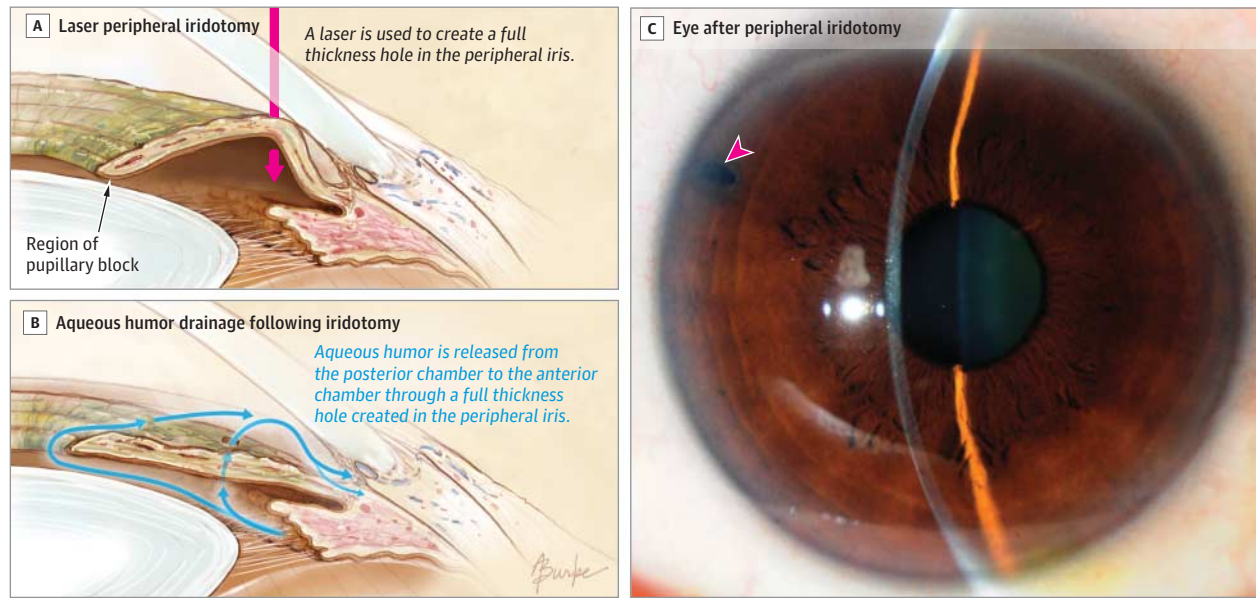 A Laser peripheral iridotomy
A laser is used to create a full
thickness hole in the peripheral iris.
Region of
pupillary block
B Aqueous humor drainage following iridotomy
Aqueous humor is released from
the posterior chamber to the anterior
chamber through a full thickness
hole created in the peripheral iris.
ABurke
C Eye after peripheral iridotomy